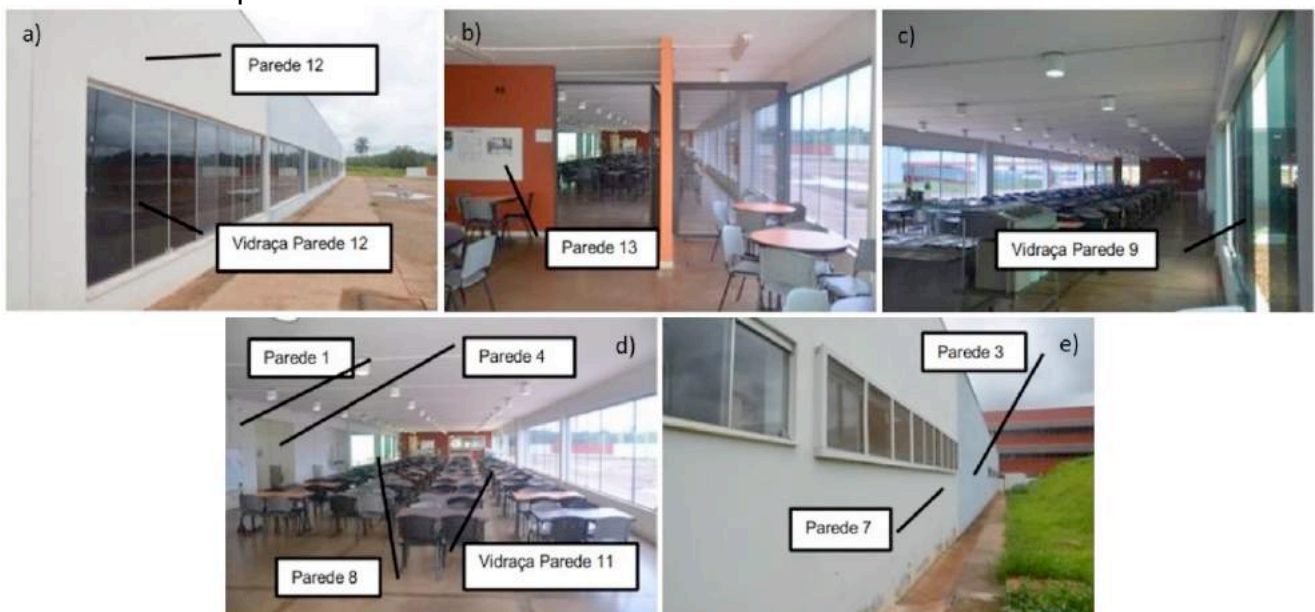 a)
Parede 12
Vidraça Parede 12
b)
Parede 13
c)
Vidraça Parede 9
d)
Parede 1
Parede 4
Parede 8
Vidraça Parede 11
e)
Parede 3
Parede 7